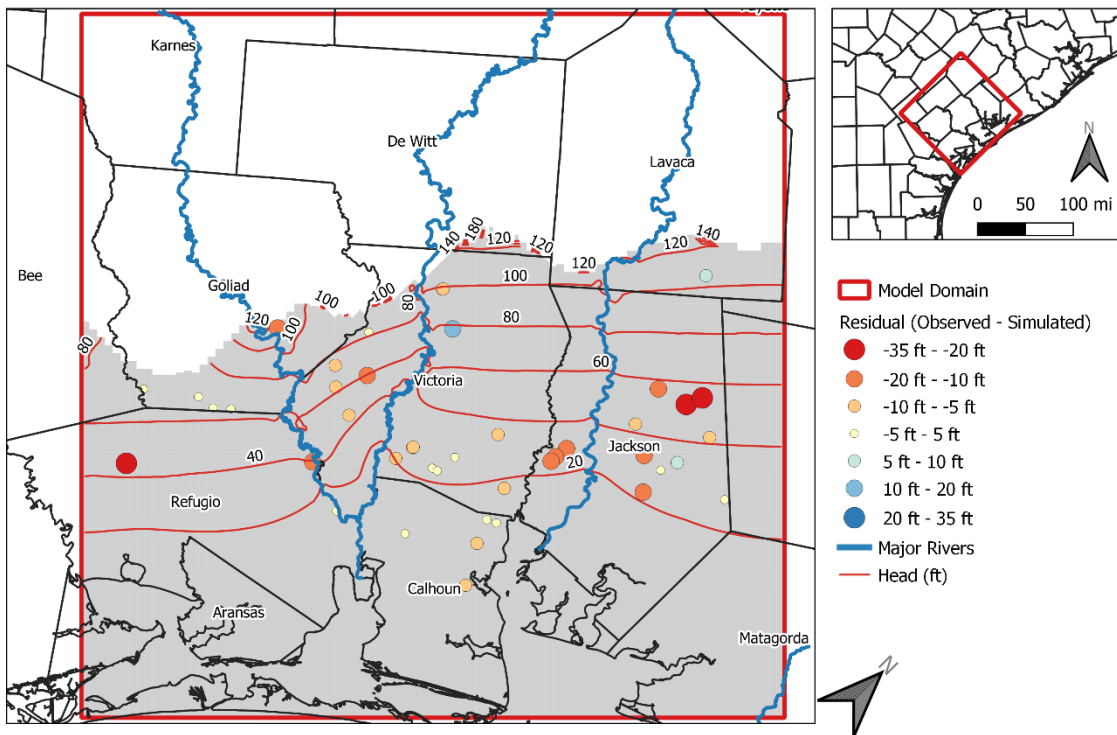 Karnes
De Witt
Lavaca
Bee
Goliad
Victoria
Jackson
Refugio
Calhoun
Aransas
Matagorda
140
180
120
120
120
120
140
100
120
100
100
100
80
80
80
60
40
20
N
0 50 100 mi
Model Domain
Residual (Observed - Simulated)
-35 ft - -20 ft
-20 ft - -10 ft
-10 ft - -5 ft
-5 ft - 5 ft
5 ft - 10 ft
10 ft - 20 ft
20 ft - 35 ft
Major Rivers
Head (ft)
N